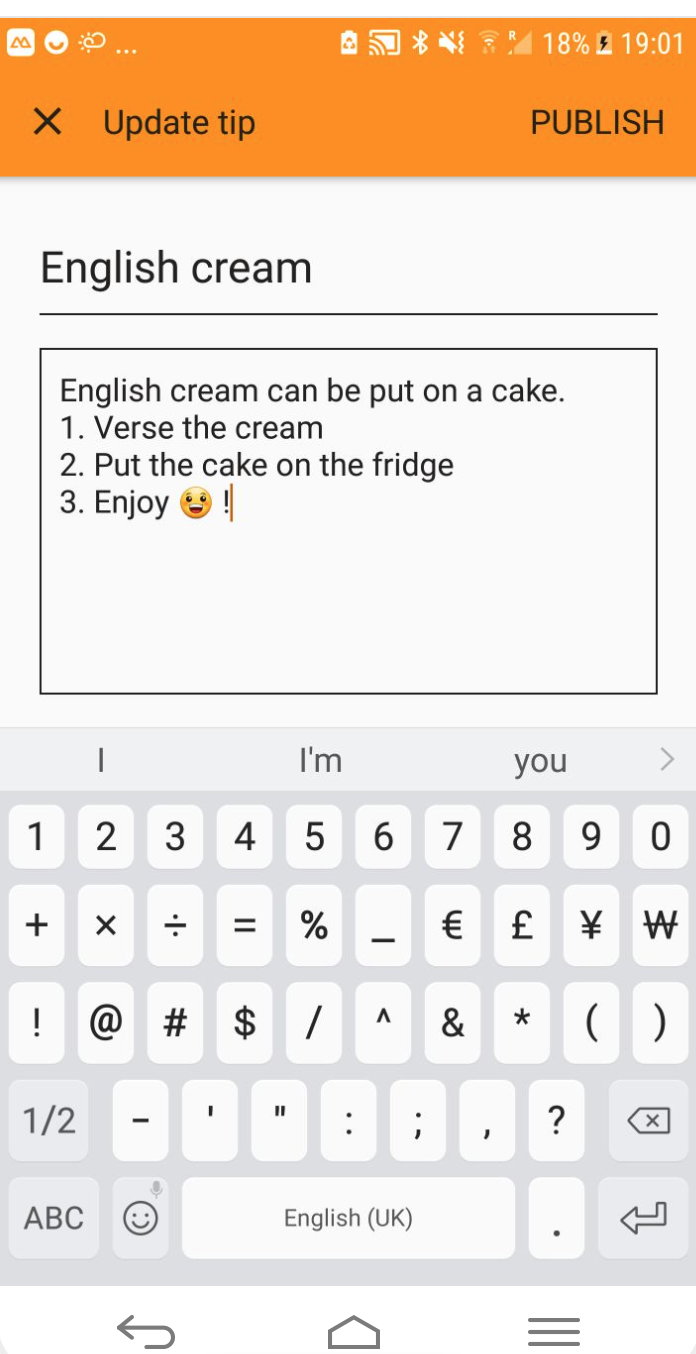 ... 18% 19:01
Update tip PUBLISH
English cream
English cream can be put on a cake.
1. Verse the cream
2. Put the cake on the fridge
3. Enjoy 😀 !
I I'm you
1 2 3 4 5 6 7 8 9 0
+ × ÷ = % _ € £ ¥ ₩
! @ # $ / ^ & * ( )
1/2 - ' " : ; , ?
ABC English (UK) .